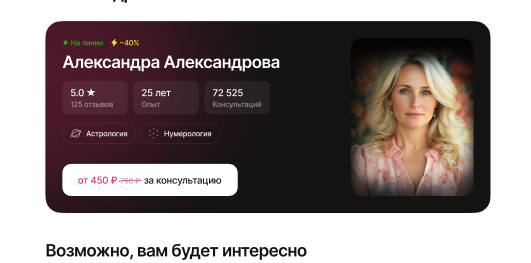 На линии −40%
Александра Александрова
5.0 ★ 25 лет 72 525
125 отзывов Опыт Консультаций
Астрология Нумерология
от 450 ₽ 750 ₽ за консультацию
Возможно, вам будет интересно